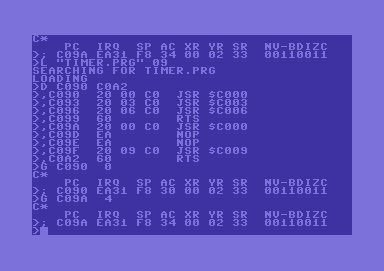 C*
PC IRQ SP AC XR YR SR NV-BDIZC
>; C09A EA31 F8 34 00 02 33 00110011
>L "TIMER.PRG" 09
SEARCHING FOR TIMER.PRG
LOADING
>D C090 C0A2
>,C090 20 00 C0 JSR $C000
>,C093 20 03 C0 JSR $C003
>,C096 20 06 C0 JSR $C006
>,C099 60 RTS
>,C09A 20 00 C0 JSR $C000
>,C09D EA NOP
>,C09E EA NOP
>,C09F 20 09 C0 JSR $C009
>,C0A2 60 RTS
>G C090 0
C*
PC IRQ SP AC XR YR SR NV-BDIZC
>; C090 EA31 F8 30 00 02 33 00110011
>G C09A 4
C*
PC IRQ SP AC XR YR SR NV-BDIZC
>; C09A EA31 F8 34 00 02 33 00110011
>